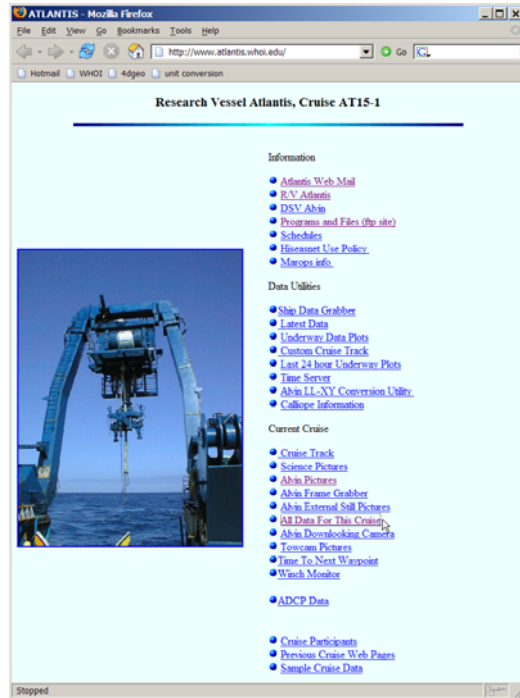 ATLANTIS - Mozilla Firefox
File Edit View Go Bookmarks Tools Help
http://www.atlantis.whoi.edu/ Go
Hotmail WHOI 4dgeo unit conversion
Research Vessel Atlantis, Cruise AT15-1
Information
Atlantis Web Mail
R/V Atlantis
DSV Alvin
Programs and Files (ftp site)
Schedules
Hiseasnet Use Policy
Marops info
Data Utilities
Ship Data Grabber
Latest Data
Underway Data Plots
Custom Cruise Track
Last 24 hour Underway Plots
Time Server
Alvin LL-XY Conversion Utility
Calliope Information
Current Cruise
Cruise Track
Science Pictures
Alvin Pictures
Alvin Frame Grabber
Alvin External Still Pictures
All Data For This Cruise
Alvin Downlooking Camera
Towcam Pictures
Time To Next Waypoint
Winch Monitor
ADCP Data
Cruise Participants
Previous Cruise Web Pages
Sample Cruise Data
Stopped